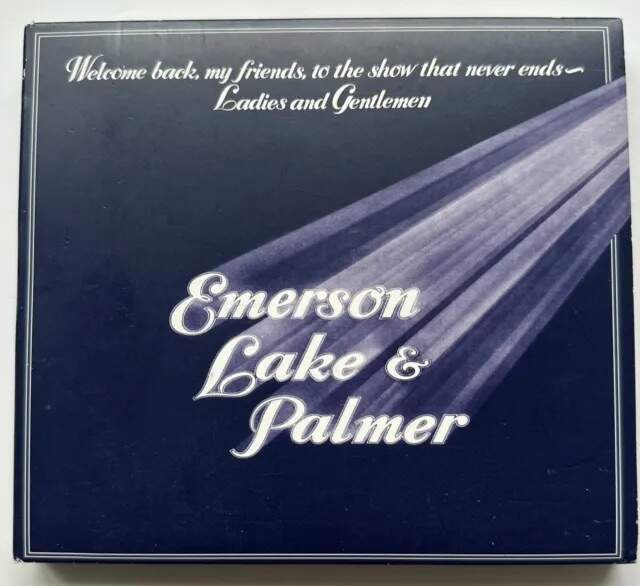 Welcome back, my friends, to the show that never ends~
Ladies and Gentlemen
Emerson
Lake &
Palmer